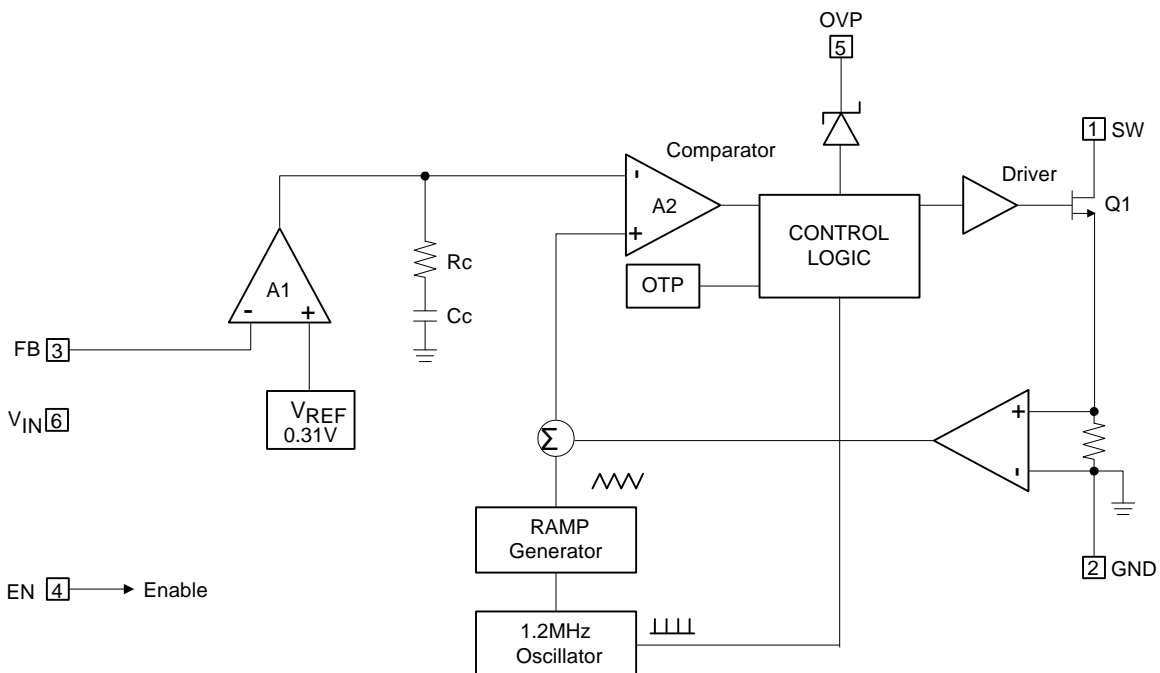 OVP
5
1 SW
Comparator
Driver
-
A2
+
Q1
CONTROL
LOGIC
OTP
Rc
A1
- +
Cc
FB 3
VREF
0.31V
VIN 6
+
Σ
-
RAMP
Generator
2 GND
EN 4 Enable
1.2MHz
Oscillator